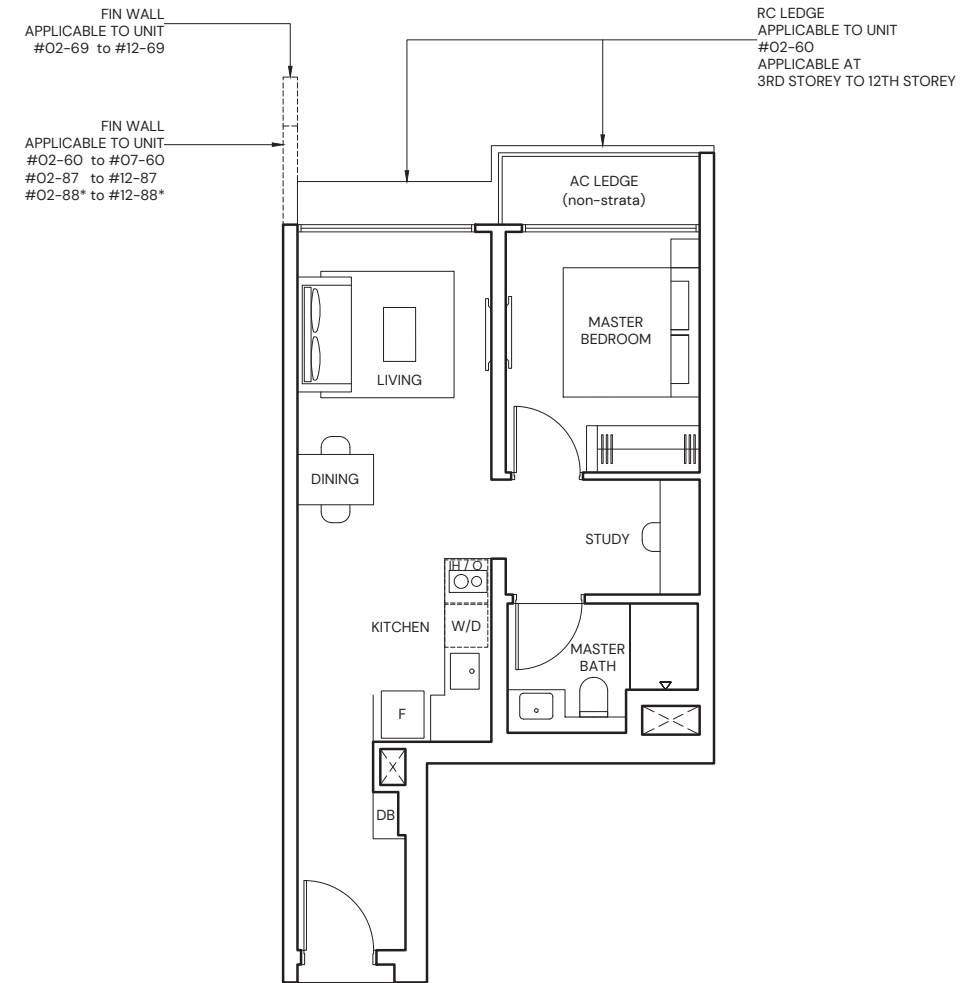 FIN WALL
APPLICABLE TO UNIT
#02-69 to #12-69
RC LEDGE
APPLICABLE TO UNIT
#02-60
APPLICABLE AT
3RD STOREY TO 12TH STOREY
FIN WALL
APPLICABLE TO UNIT
#02-60 to #07-60
#02-87 to #12-87
#02-88* to #12-88*
AC LEDGE
(non-strata)
MASTER
BEDROOM
LIVING
DINING
STUDY
H / O
KITCHEN
W/D
MASTER
BATH
F
X
DB